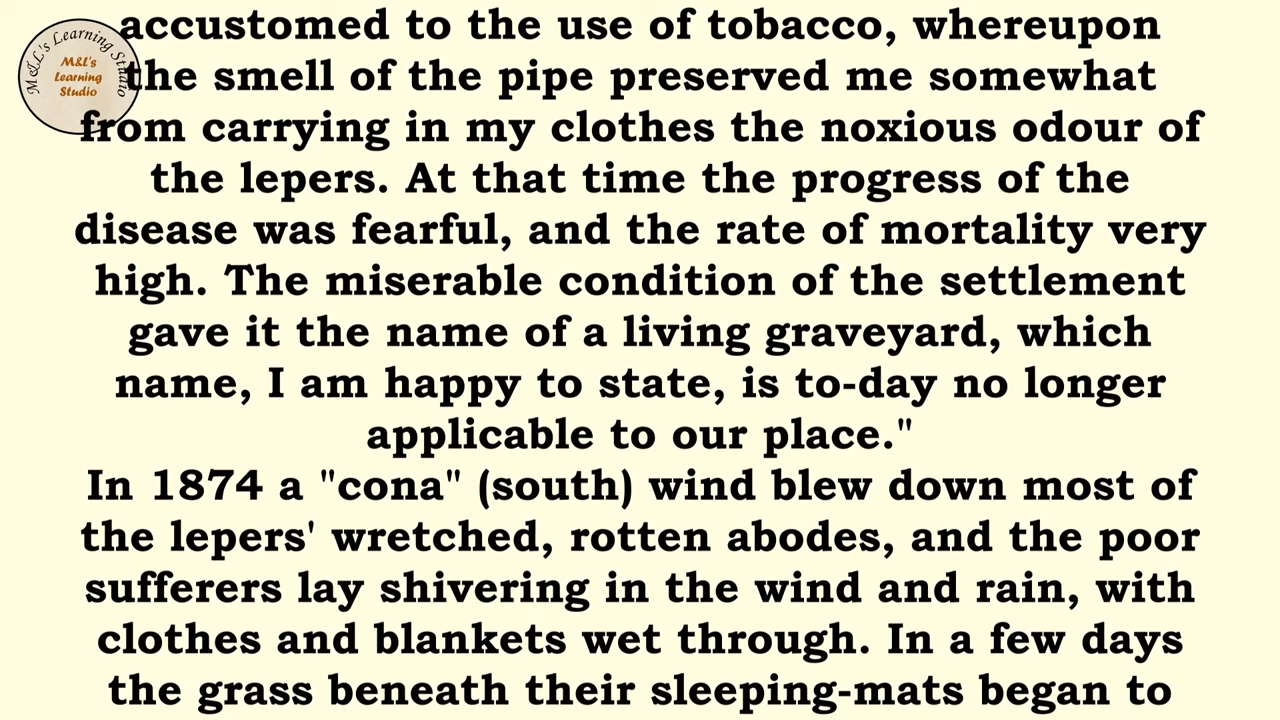 accustomed to the use of tobacco, whereupon
the smell of the pipe preserved me somewhat
from carrying in my clothes the noxious odour of
the lepers. At that time the progress of the
disease was fearful, and the rate of mortality very
high. The miserable condition of the settlement
gave it the name of a living graveyard, which
name, I am happy to state, is to-day no longer
applicable to our place."
In 1874 a "cona" (south) wind blew down most of
the lepers' wretched, rotten abodes, and the poor
sufferers lay shivering in the wind and rain, with
clothes and blankets wet through. In a few days
the grass beneath their sleeping-mats began to
M&L's Learning Studio
M&L's
Learning
Studio